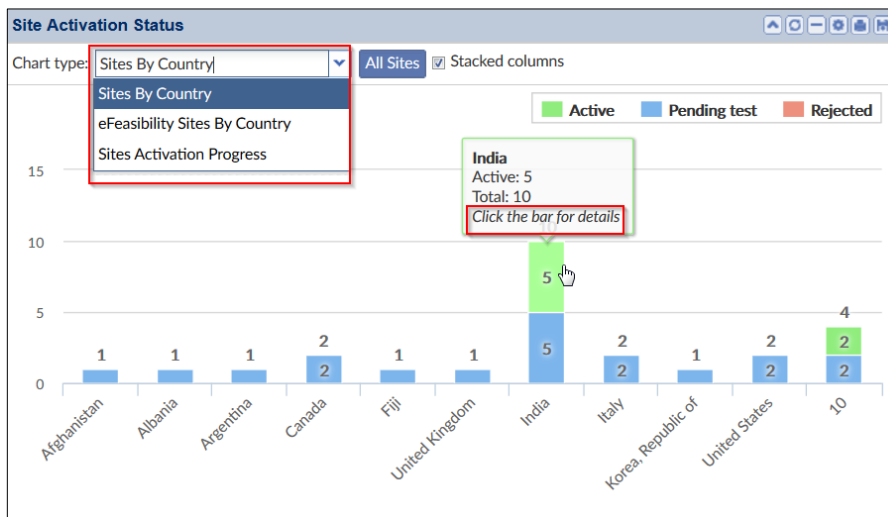 Site Activation Status
Chart type: Sites By Country All Sites Stacked columns
Sites By Country
eFeasibility Sites By Country
Sites Activation Progress
Active Pending test Rejected
India
Active: 5
Total: 10
Click the bar for details
10
15
10
5
0
1
1
1
2
2
1
1
5
5
2
2
1
2
2
4
2
2
Afghanistan
Albania
Argentina
Canada
Fiji
United Kingdom
India
Italy
Korea, Republic of
United States
10